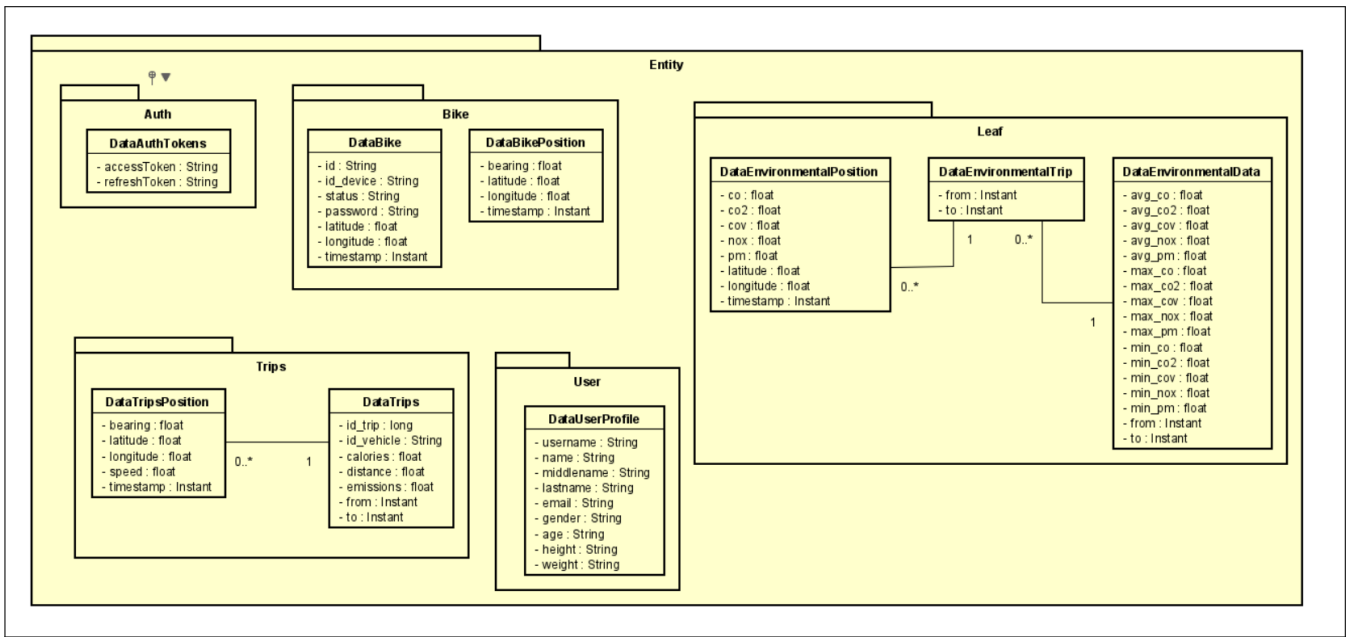 Entity
Auth
DataAuthTokens
- accessToken : String
- refreshToken : String
Bike
DataBike
- id : String
- id_device : String
- status : String
- password : String
- latitude : float
- longitude : float
- timestamp : Instant
DataBikePosition
- bearing : float
- latitude : float
- longitude : float
- timestamp : Instant
Leaf
DataEnvironmentalPosition
- co : float
- co2 : float
- cov : float
- nox : float
- pm : float
- latitude : float
- longitude : float
- timestamp : Instant
DataEnvironmentalTrip
- from : Instant
- to : Instant
1
0..*
0..*
1
DataEnvironmentalData
- avg_co : float
- avg_co2 : float
- avg_cov : float
- avg_nox : float
- avg_pm : float
- max_co : float
- max_co2 : float
- max_cov : float
- max_nox : float
- max_pm : float
- min_co : float
- min_co2 : float
- min_cov : float
- min_nox : float
- min_pm : float
- from : Instant
- to : Instant
Trips
DataTripsPosition
- bearing : float
- latitude : float
- longitude : float
- speed : float
- timestamp : Instant
0..*
1
DataTrips
- id_trip : long
- id_vehicle : String
- calories : float
- distance : float
- emissions : float
- from : Instant
- to : Instant
User
DataUserProfile
- username : String
- name : String
- middlename : String
- lastname : String
- email : String
- gender : String
- age : String
- height : String
- weight : String